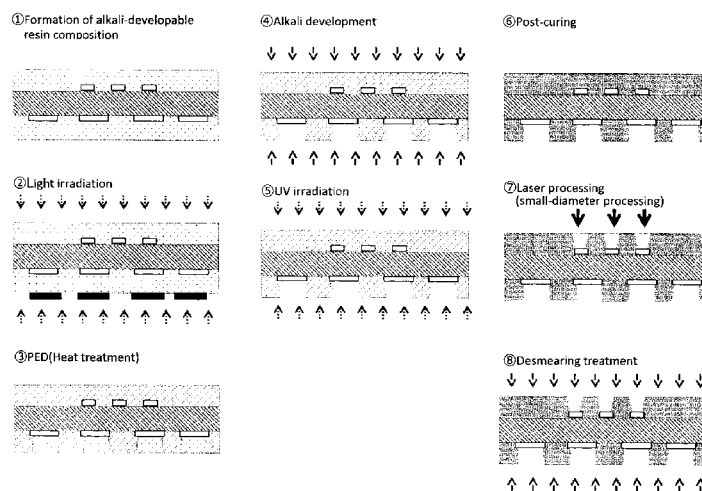 ①Formation of alkali-developable
resin composition
②Light irradiation
③PED(Heat treatment)
④Alkali development
⑤UV irradiation
⑥Post-curing
⑦Laser processing
(small-diameter processing)
⑧Desmearing treatment